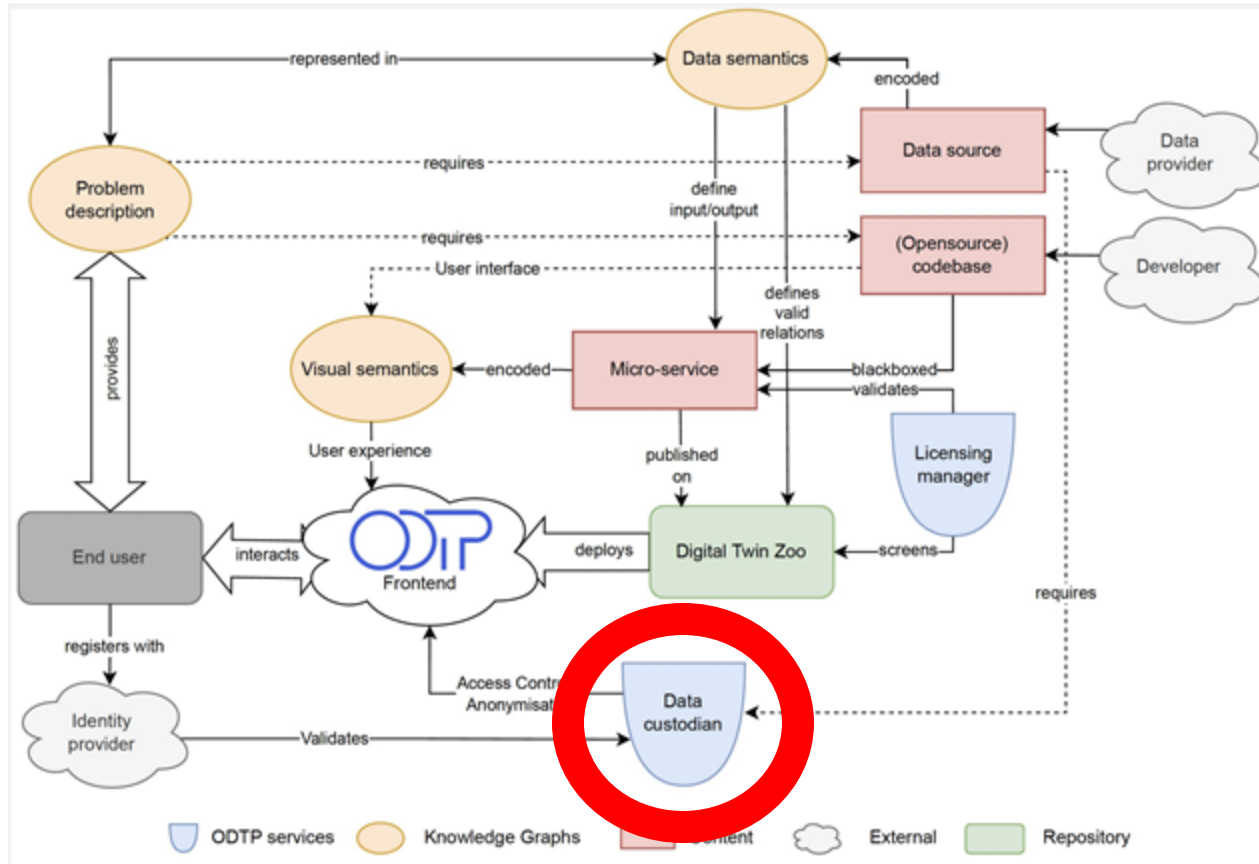 represented in
Data semantics
encoded
Data source
Data
provider
Problem
description
requires
define
input/output
requires
(Opensource)
codebase
Developer
User interface
defines
valid
relations
provides
Visual semantics
encoded
Micro-service
blackboxed
validates
User experience
published
on
Licensing
manager
End user
interacts
ODTP
Frontend
deploys
Digital Twin Zoo
screens
requires
registers with
Access Contro
Anonymisat
Data
custodian
Identity
provider
Validates
ODTP services
Knowledge Graphs
External
Repository